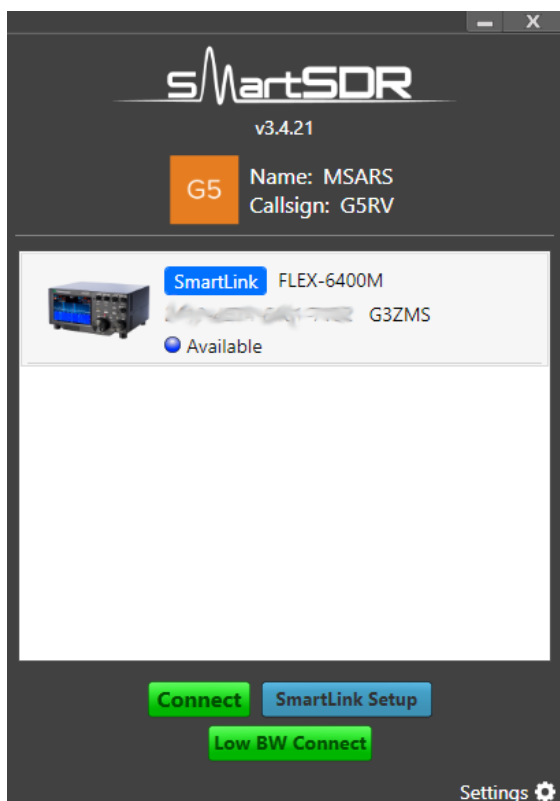 — X
smartSDR
v3.4.21
G5
Name: MSARS
Callsign: G5RV
SmartLink FLEX-6400M
G3ZMS
Available
Connect SmartLink Setup
Low BW Connect
Settings